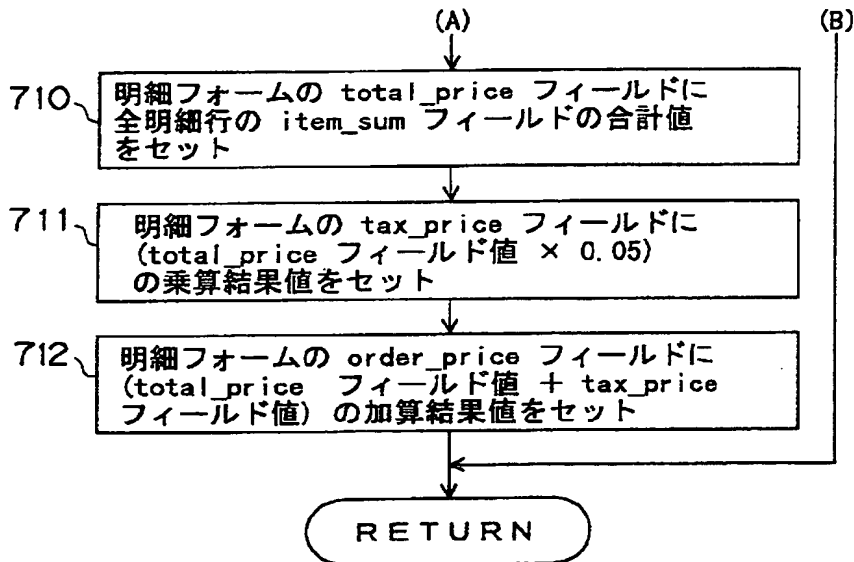 (A)
(B)
710
明細フォームの total_price フィールドに
全明細行の item_sum フィールドの合計値
をセット
711
明細フォームの tax_price フィールドに
(total_price フィールド値 × 0.05)
の乗算結果値をセット
712
明細フォームの order_price フィールドに
(total_price フィールド値 + tax_price
フィールド値) の加算結果値をセット
RETURN